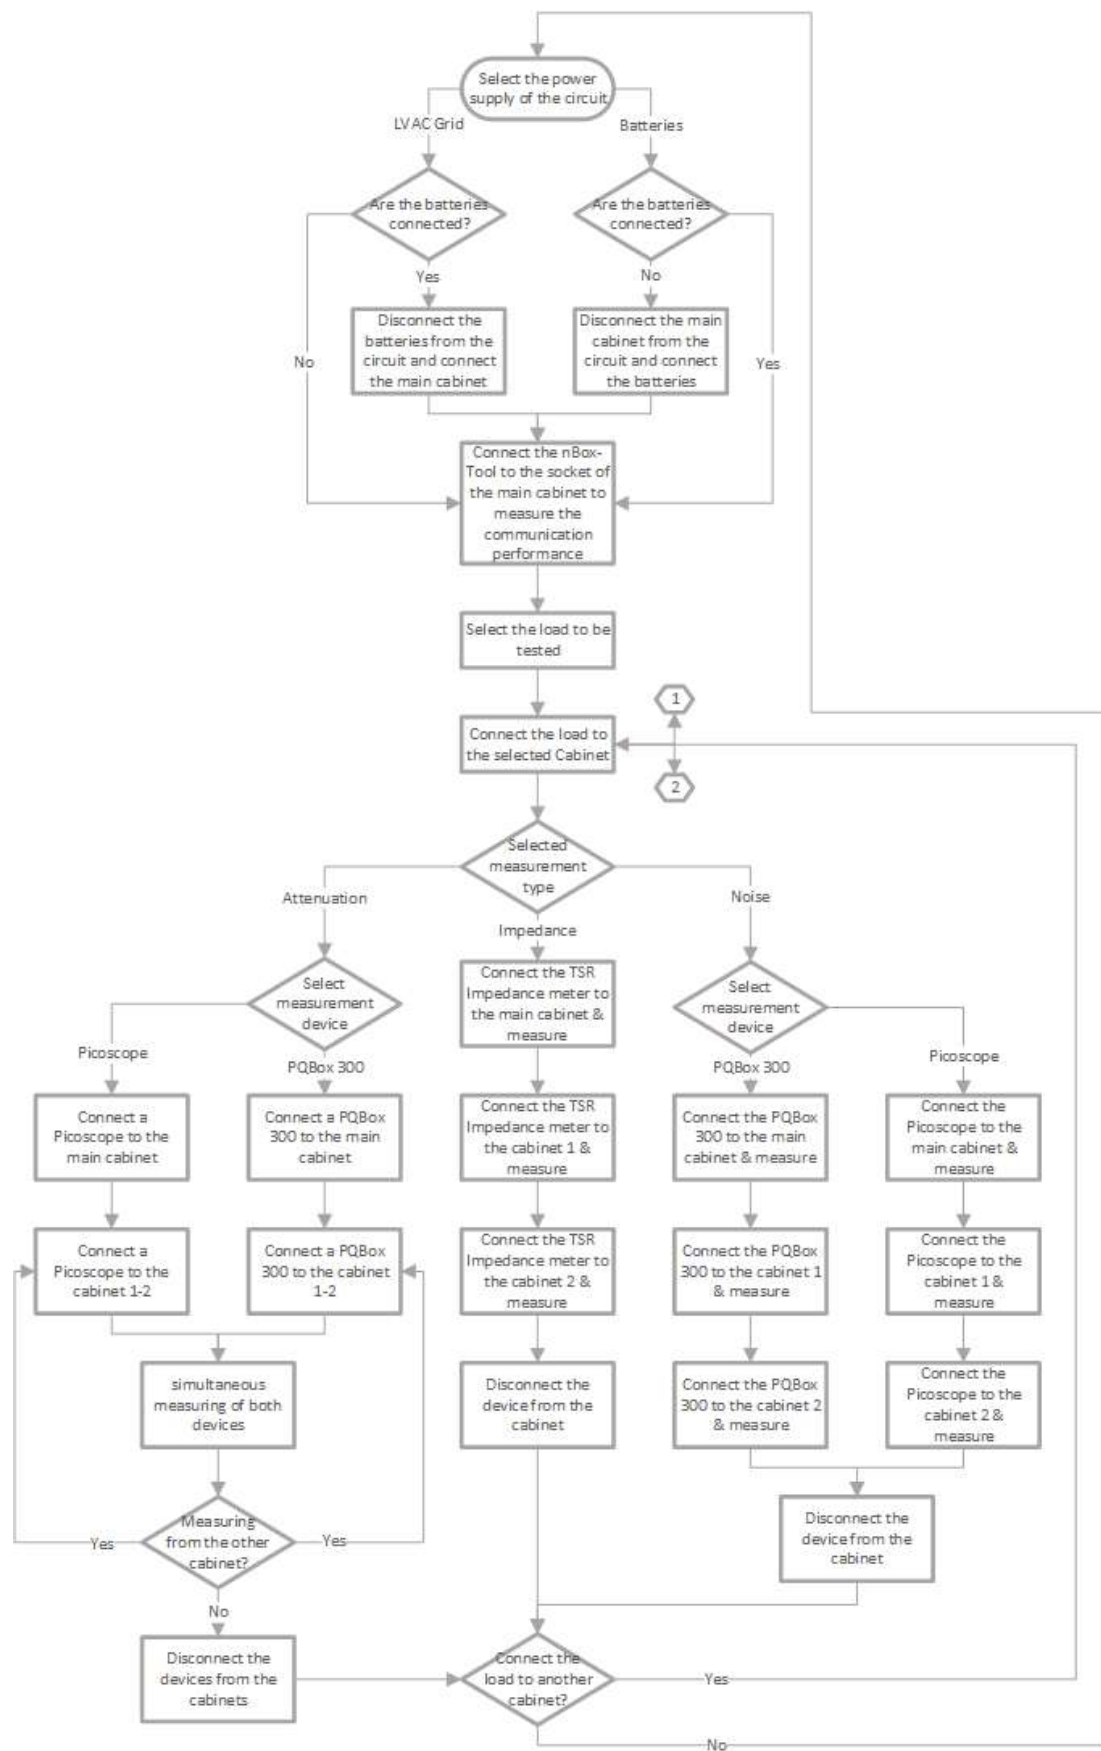 Select the power
supply of the circuit
LVAC Grid
Batteries
Are the batteries
connected?
Are the batteries
connected?
Yes
No
Disconnect the
batteries from the
circuit and connect
the main cabinet
Disconnect the main
cabinet from the
circuit and connect
the batteries
No
Yes
Connect the nBox-
Tool to the socket of
the main cabinet to
measure the
communication
performance
Select the load to be
tested
1
Connect the load to
the selected Cabinet
2
Selected
measurement
type
Attenuation
Noise
Impedance
Select
measurement
device
Connect the TSR
Impedance meter to
the main cabinet &
measure
Select
measurement
device
Picoscope
PQBox 300
PQBox 300
Picoscope
Connect a
Picoscope to the
main cabinet
Connect a PQBox
300 to the main
cabinet
Connect the TSR
Impedance meter to
the cabinet 1 &
measure
Connect the PQBox
300 to the main
cabinet & measure
Connect the
Picoscope to the
main cabinet &
measure
Connect a
Picoscope to the
cabinet 1-2
Connect a PQBox
300 to the cabinet
1-2
Connect the TSR
Impedance meter to
the cabinet 2 &
measure
Connect the PQBox
300 to the cabinet 1
& measure
Connect the
Picoscope to the
cabinet 1 &
measure
simultaneous
measuring of both
devices
Disconnect the
device from the
cabinet
Connect the PQBox
300 to the cabinet 2
& measure
Connect the
Picoscope to the
cabinet 2 &
measure
Measuring
from the other
cabinet?
Yes
Yes
Disconnect the
device from the
cabinet
No
Disconnect the
devices from the
cabinets
Connect the
load to another
cabinet?
Yes
No